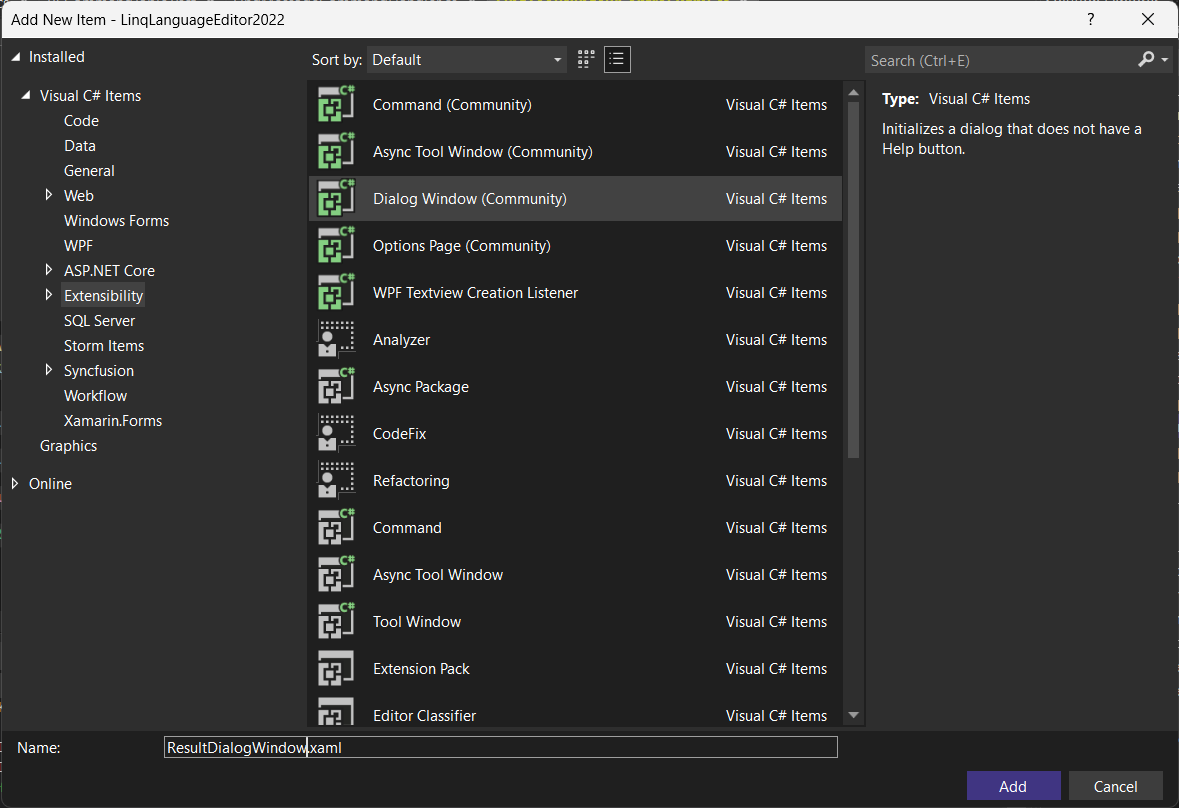 Add New Item - LinqLanguageEditor2022
?
Installed
Visual C# Items
Code
Data
General
Web
Windows Forms
WPF
ASP.NET Core
Extensibility
SQL Server
Storm Items
Syncfusion
Workflow
Xamarin.Forms
Graphics
Online
Sort by: Default
C# Command (Community) Visual C# Items
C# Async Tool Window (Community) Visual C# Items
C# Dialog Window (Community) Visual C# Items
C# Options Page (Community) Visual C# Items
C# WPF Textview Creation Listener Visual C# Items
Analyzer Visual C# Items
C# Async Package Visual C# Items
CodeFix Visual C# Items
Refactoring Visual C# Items
C# Command Visual C# Items
C# Async Tool Window Visual C# Items
C# Tool Window Visual C# Items
Extension Pack Visual C# Items
Editor Classifier Visual C# Items
Search (Ctrl+E)
Type: Visual C# Items
Initializes a dialog that does not have a
Help button.
Name: ResultDialogWindow.xaml
Add Cancel